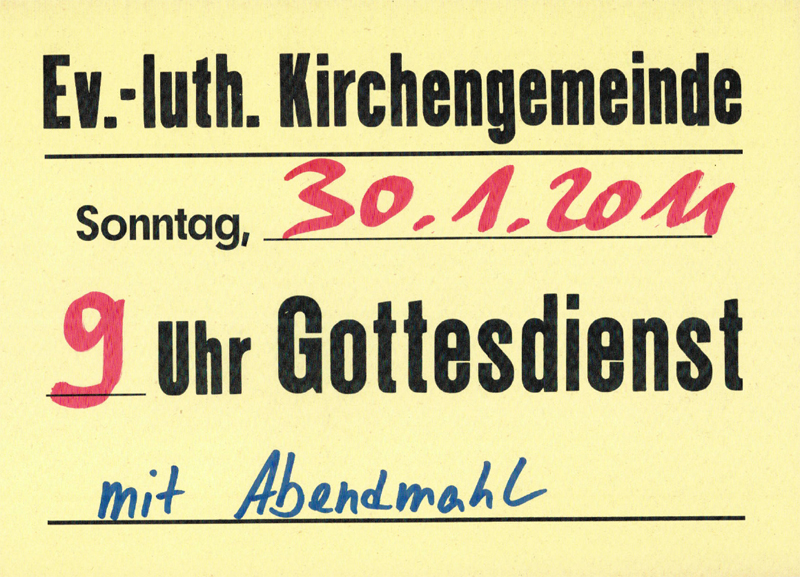 Ev.-luth. Kirchengemeinde
Sonntag, 30.1.2011
9 Uhr Gottesdienst
mit Abendmahl